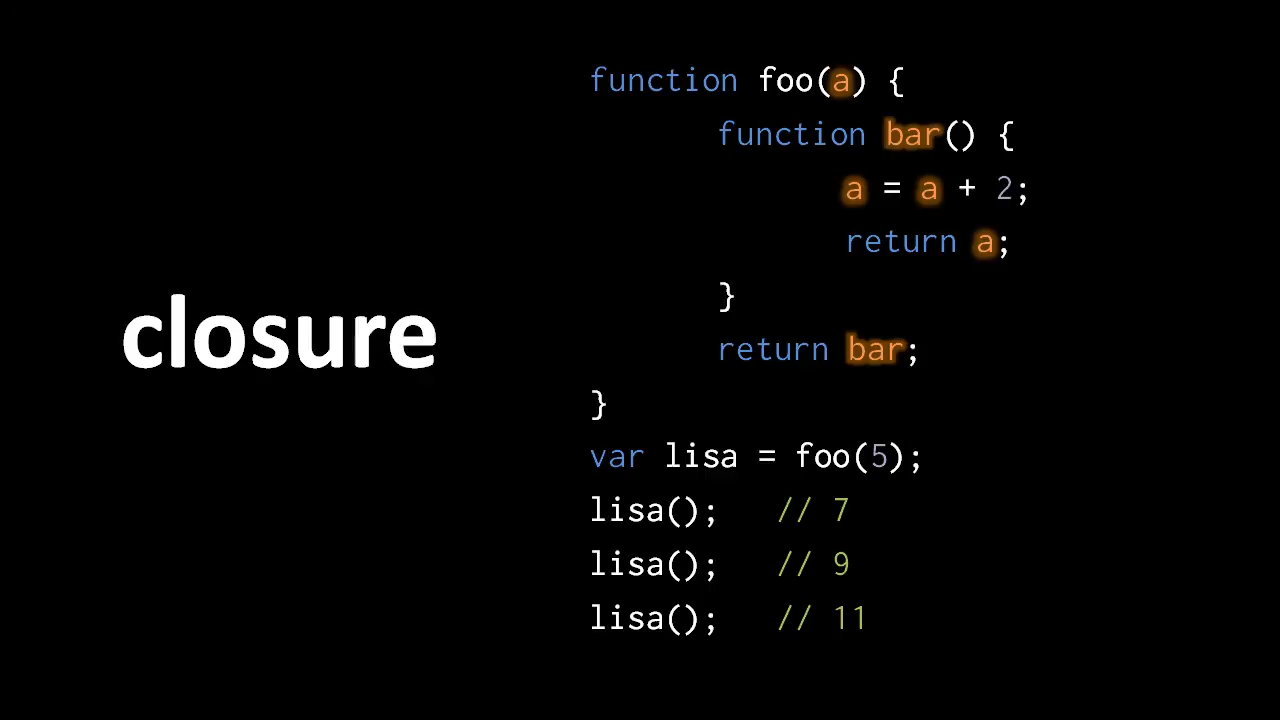 closure
function foo(a) {
function bar() {
a = a + 2;
return a;
}
return bar;
}
var lisa = foo(5);
lisa();   // 7
lisa();   // 9
lisa();   // 11